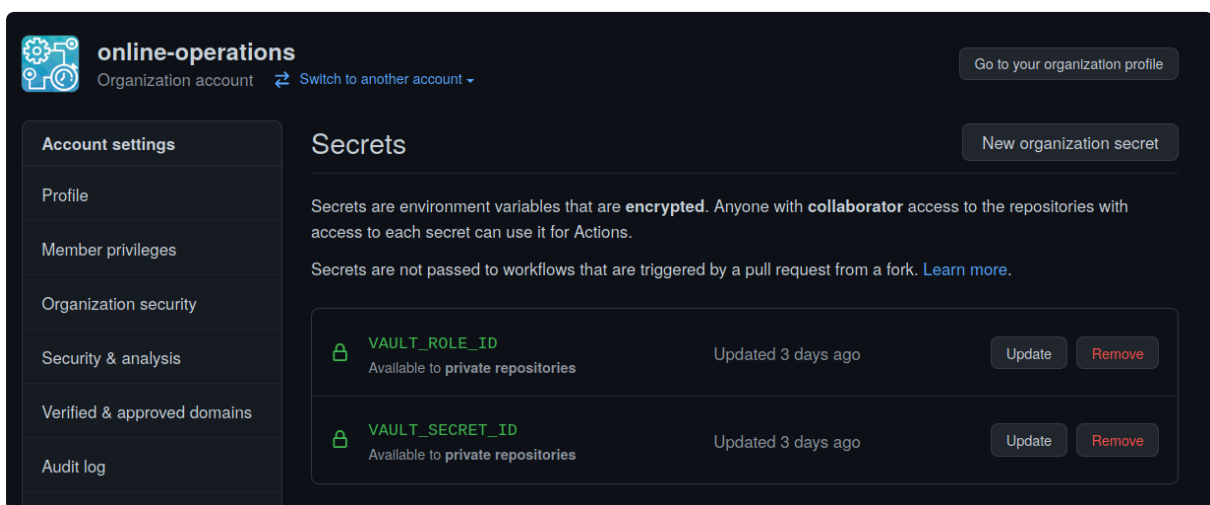 online-operations
Organization account Switch to another account
Go to your organization profile
Account settings
Profile
Member privileges
Organization security
Security & analysis
Verified & approved domains
Audit log
Secrets
New organization secret
Secrets are environment variables that are encrypted. Anyone with collaborator access to the repositories with
access to each secret can use it for Actions.
Secrets are not passed to workflows that are triggered by a pull request from a fork. Learn more.
VAULT_ROLE_ID
Available to private repositories
Updated 3 days ago
Update Remove
VAULT_SECRET_ID
Available to private repositories
Updated 3 days ago
Update Remove